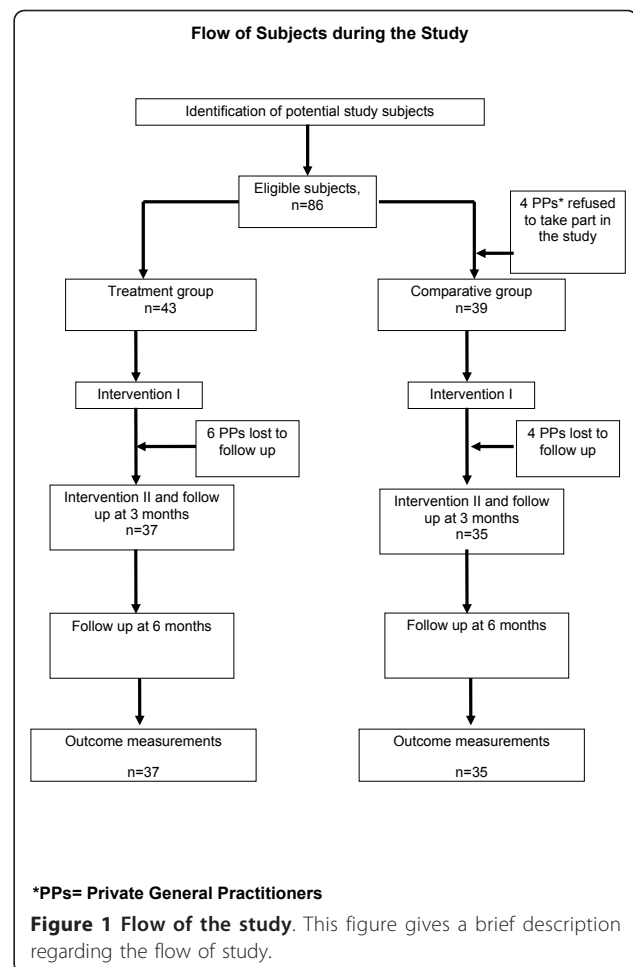 Flow of Subjects during the Study
Identification of potential study subjects
Eligible subjects,
n=86
4 PPs* refused
to take part in
the study
Treatment group
n=43
Comparative group
n=39
Intervention I
Intervention I
6 PPs lost to
follow up
4 PPs lost to
follow up
Intervention II and follow
up at 3 months
n=37
Intervention II and follow
up at 3 months
n=35
Follow up at 6 months
Follow up at 6 months
Outcome measurements
n=37
Outcome measurements
n=35
*PPs= Private General Practitioners
Figure 1 Flow of the study. This figure gives a brief description
regarding the flow of study.